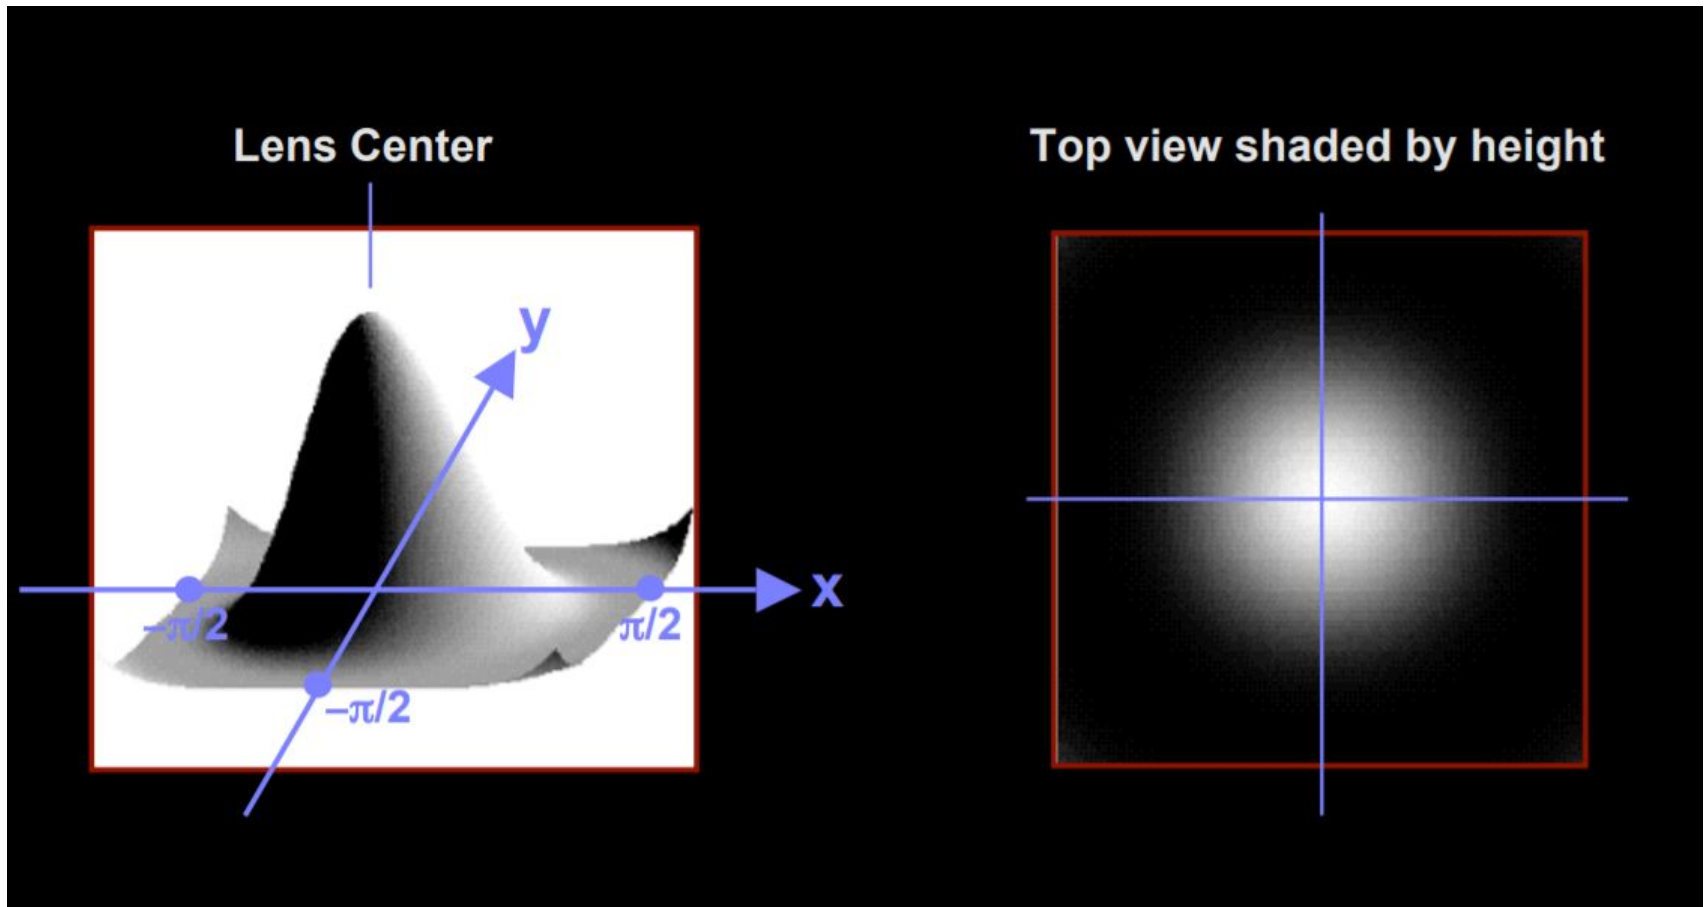 Lens Center
Top view shaded by height
y
x
–π/2
π/2
–π/2